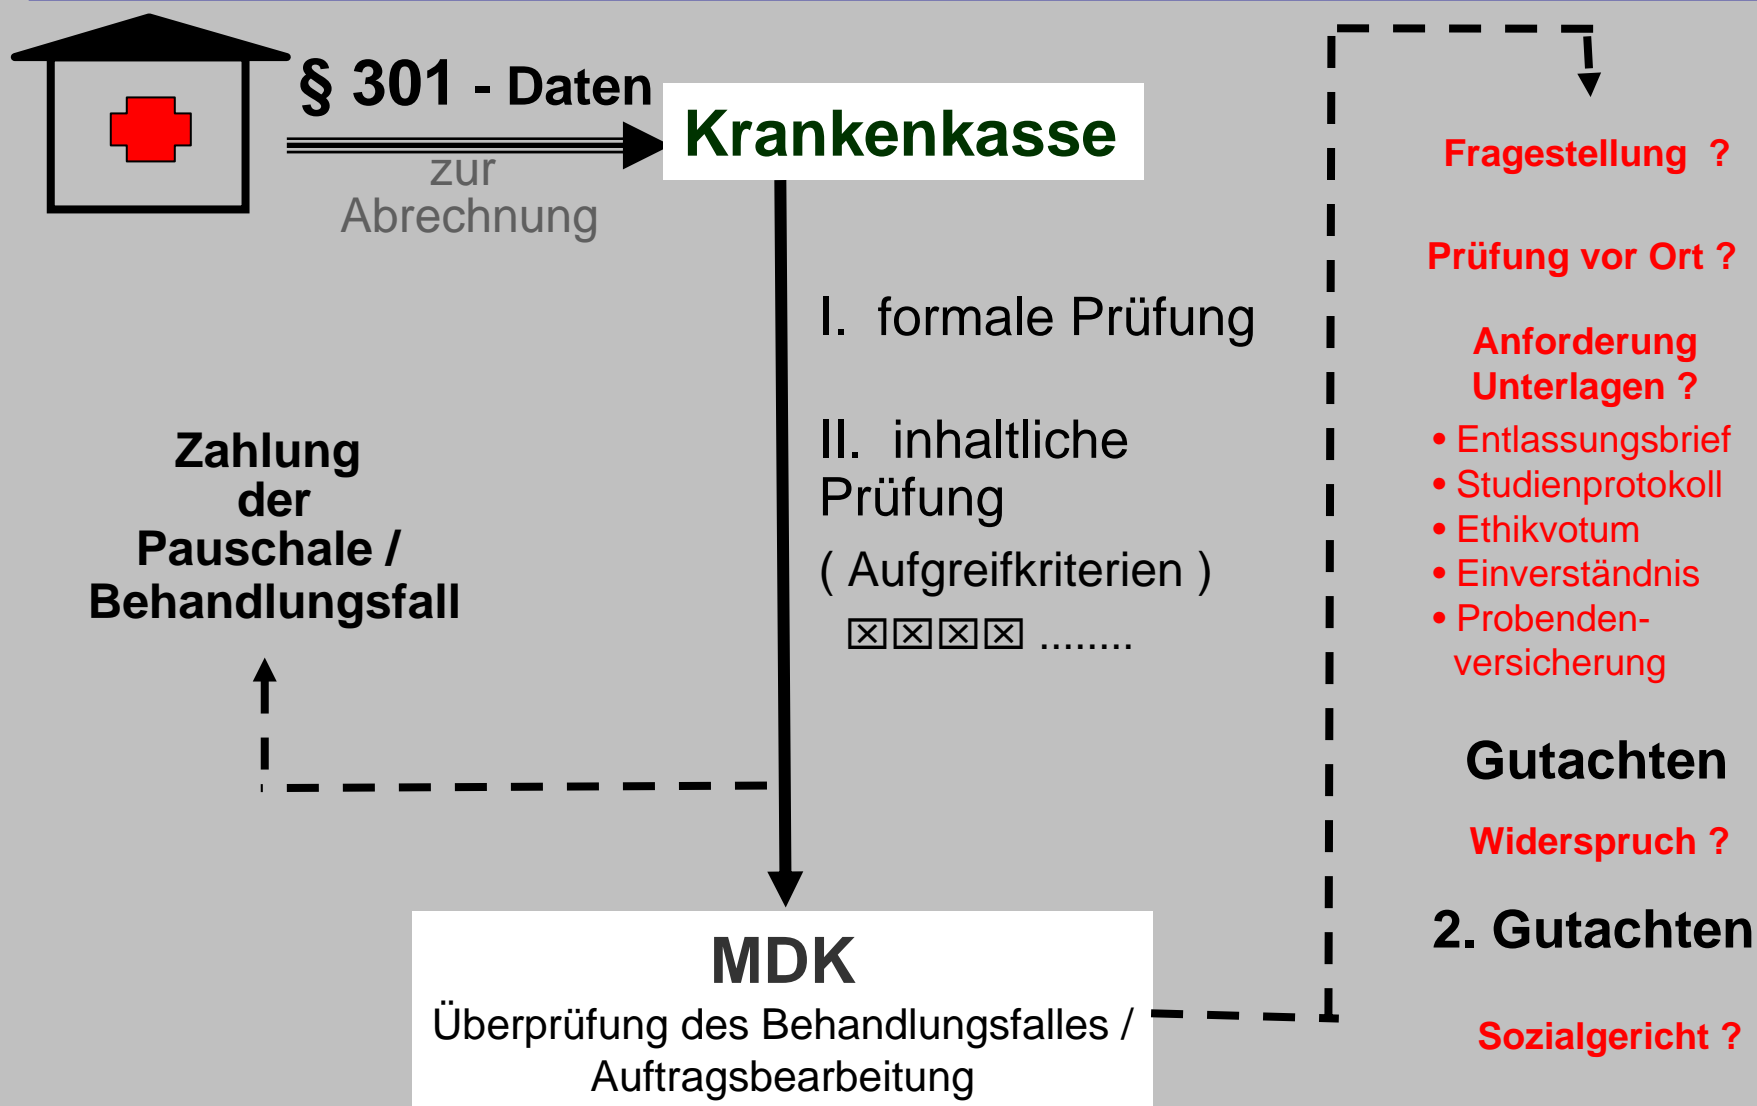 § 301 - Daten
zur
Abrechnung
Krankenkasse
I. formale Prüfung
II. inhaltliche
Prüfung
( Aufgreifkriterien )
☒☒☒☒ ........
Zahlung
der
Pauschale /
Behandlungsfall
MDK
Überprüfung des Behandlungsfalles /
Auftragsbearbeitung
Fragestellung ?
Prüfung vor Ort ?
Anforderung
Unterlagen ?
• Entlassungsbrief
• Studienprotokoll
• Ethikvotum
• Einverständnis
• Probenden-
versicherung
Gutachten
Widerspruch ?
2. Gutachten
Sozialgericht ?